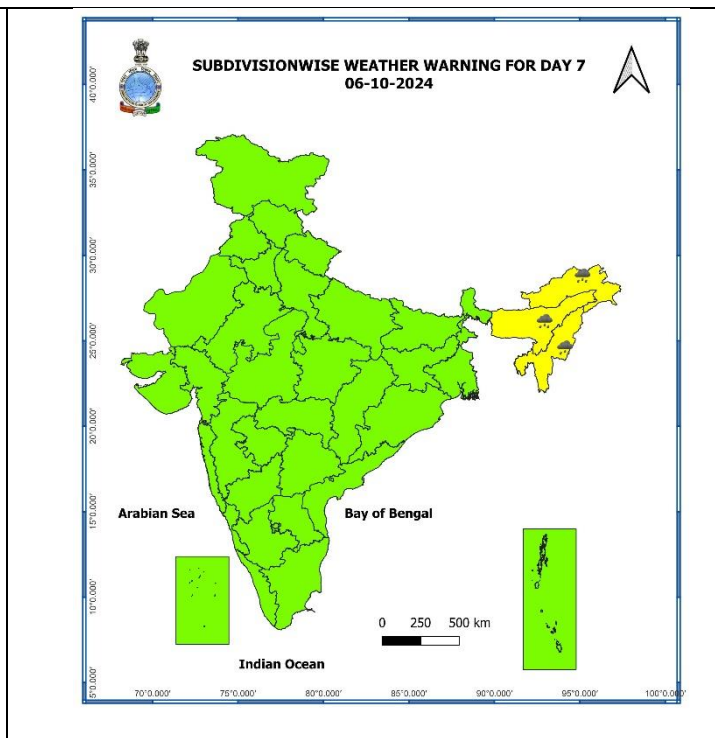 SUBDIVISIONWISE WEATHER WARNING FOR DAY 7
06-10-2024
40°0.000'
35°0.000'
30°0.000'
25°0.000'
20°0.000'
15°0.000'
10°0.000'
5°0.000'
Arabian Sea
Bay of Bengal
0 250 500 km
Indian Ocean
70°0.000' 75°0.000' 80°0.000' 85°0.000' 90°0.000' 95°0.000' 100°0.000'